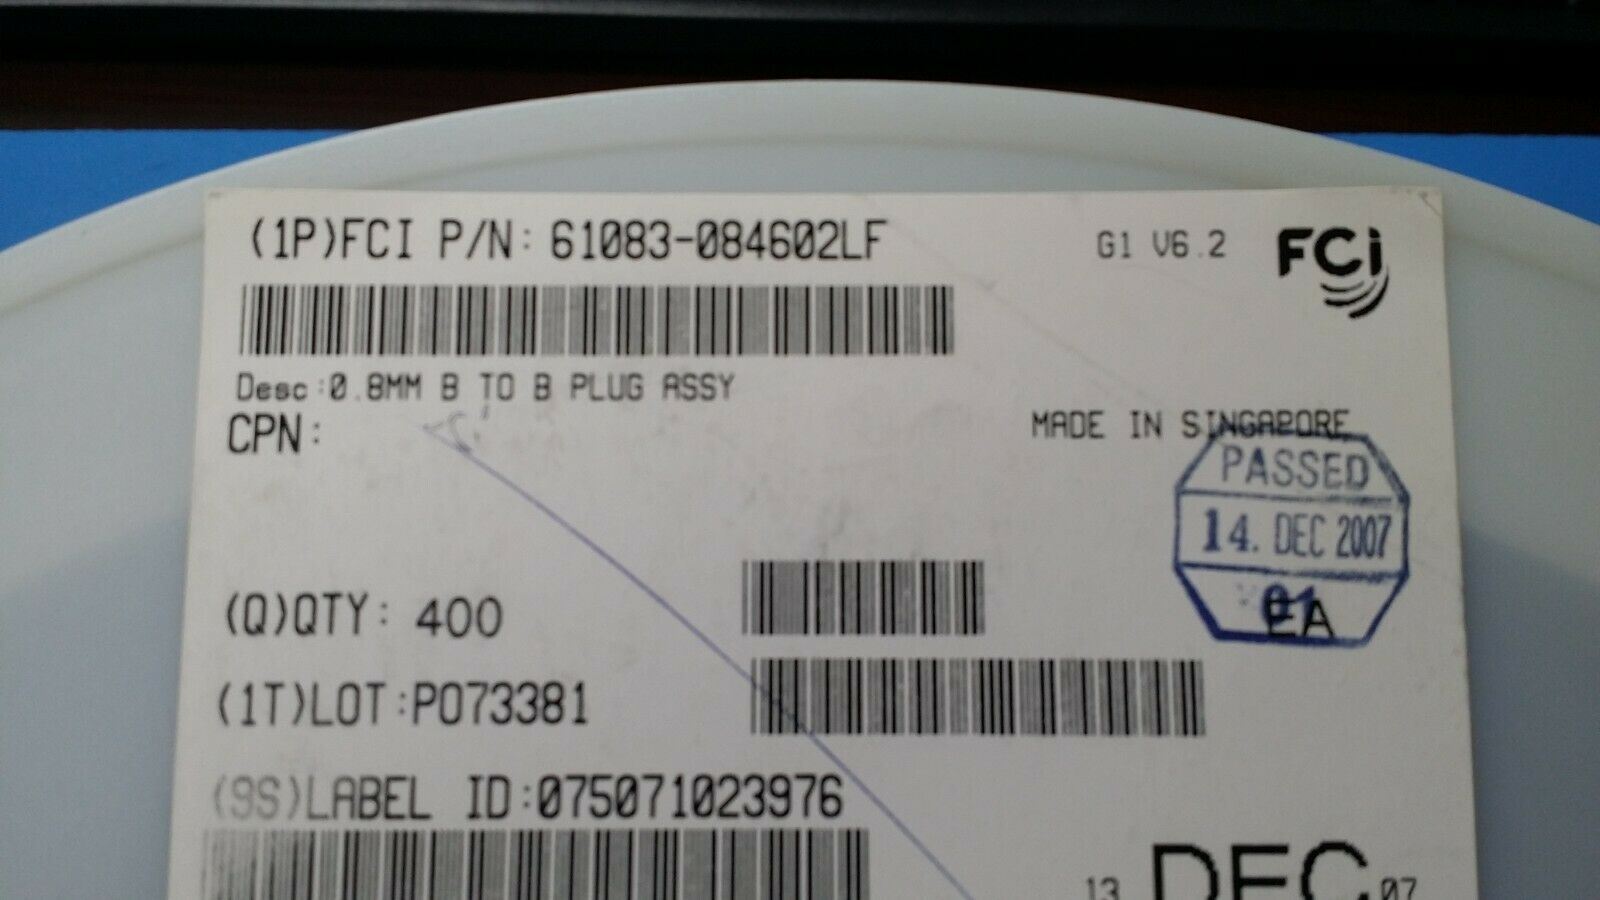 (1P)FCI P/N: 61083-084602LF
G1 V6.2
FCi
Desc:0.8MM B TO B PLUG ASSY
CPN:
MADE IN SINGAPORE
PASSED
14. DEC 2007
(Q)QTY: 400
EA
(1T)LOT:P073381
(9S)LABEL ID:075071023976
13 DEC 07